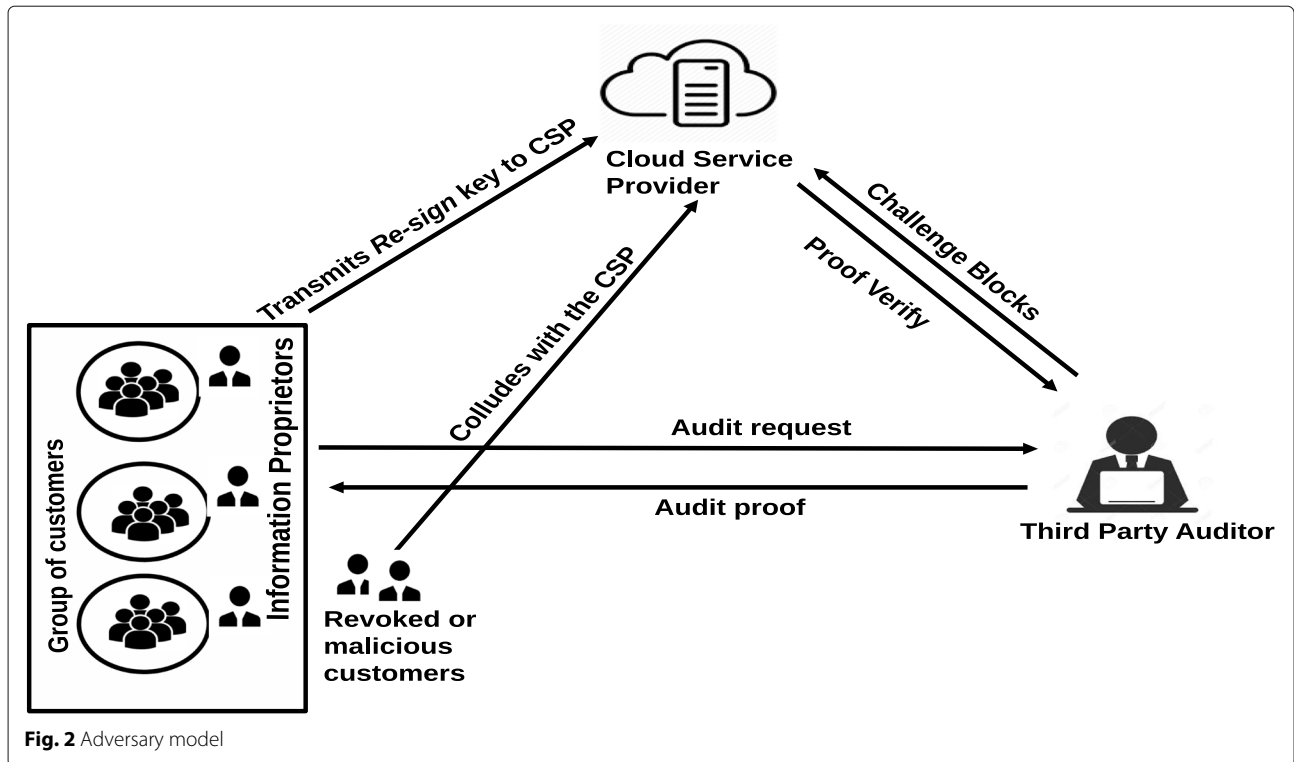 Cloud Service
Provider
Transmits Re-sign key to CSP
Colludes with the CSP
Challenge Blocks
Proof Verify
Group of customers
Information Proprietors
Audit request
Audit proof
Third Party Auditor
Revoked or
malicious
customers
Fig. 2 Adversary model